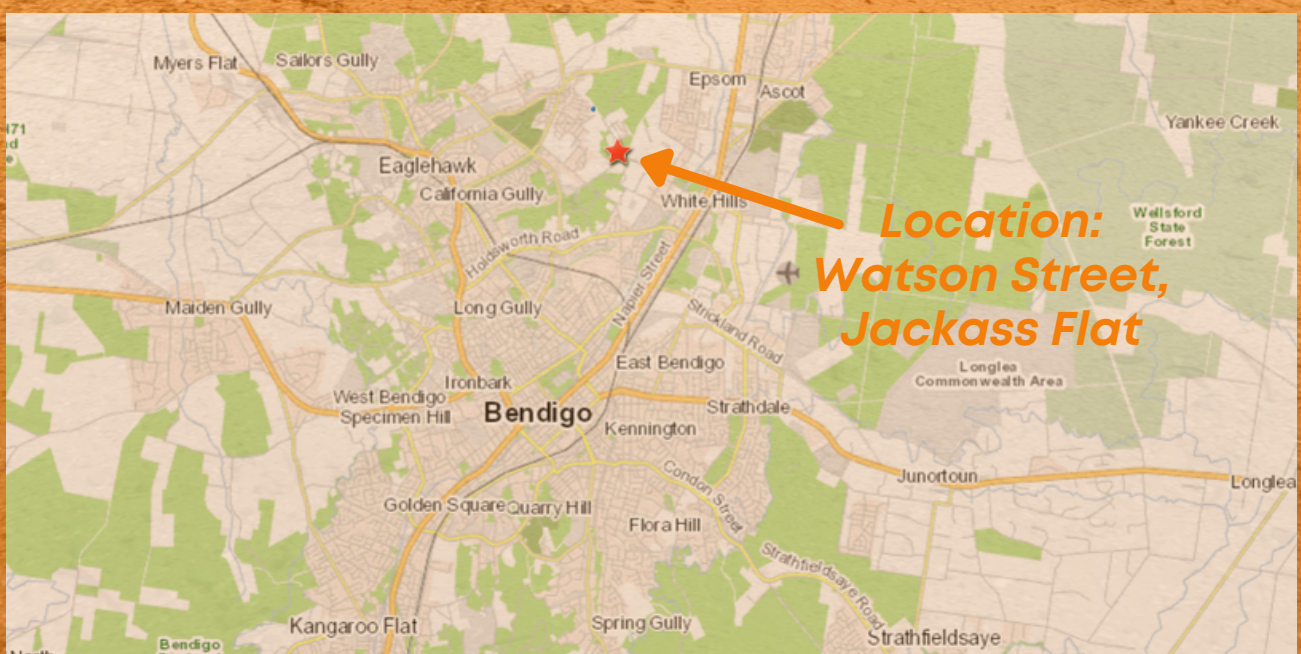 Myers Flat
Sailors Gully
Epsom
Ascot
Yankee Creek
Eaglehawk
California Gully
White Hills
Location:
Watson Street,
Jackass Flat
Wellsford
State
Forest
Holdsworth Road
Napier Street
Maiden Gully
Long Gully
Strickland Road
East Bendigo
Longlea
Commonwealth Area
Ironbark
West Bendigo
Specimen Hill
Bendigo
Strathdale
Kennington
Condon Street
Junortoun
Longlea
Golden Square
Quarry Hill
Flora Hill
Strathfieldsaye Road
Kangaroo Flat
Spring Gully
Strathfieldsaye
Bendigo